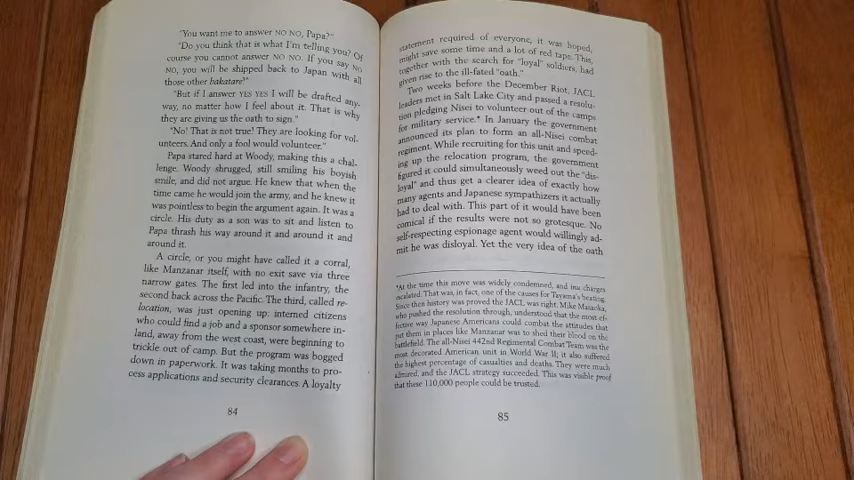 "You want me to answer NO NO, Papa?"
"Do you think that is what I'm telling you? Of
course you cannot answer NO NO. If you say NO
NO, you will be shipped back to Japan with all
those other bakatare!"
"But if I answer YES YES I will be drafted any-
way, no matter how I feel about it. That is why
they are giving us the oath to sign."
"No! That is not true! They are looking for vol-
unteers. And only a fool would volunteer."
Papa stared hard at Woody, making this a chal-
lenge. Woody shrugged, still smiling his boyish
smile, and did not argue. He knew that when the
time came he would join the army, and he knew it
was pointless to begin the argument again. It was a
circle. His duty as a son was to sit and listen to
Papa thrash his way around it and around it and
around it.
A circle, or you might have called it a corral,
like Manzanar itself, with no exit save via three
narrow gates. The first led into the infantry, the
second back across the Pacific. The third, called re-
location, was just opening up: interned citizens
who could find a job and a sponsor somewhere in-
land, away from the west coast, were beginning to
trickle out of camp. But the program was bogged
down in paperwork. It was taking months to pro-
cess applications and security clearances. A loyalty
84
statement required of everyone, it was hoped,
might save some time and a lot of red tape. This,
together with the search for "loyal" soldiers, had
given rise to the ill-fated "oath."
Two weeks before the December Riot, JACL
leaders met in Salt Lake City and passed a resolu-
tion pledging Nisei to volunteer out of the camps
for military service.* In January the government
announced its plan to form an all-Nisei combat
regiment. While recruiting for this unit and speed-
ing up the relocation program, the government
figured it could simultaneously weed out the "dis-
loyal" and thus get a clearer idea of exactly how
many agents and Japanese sympathizers it actually
had to deal with. This part of it would have been
comical if the results were not so grotesque. No
self-respecting espionage agent would willingly ad-
mit he was disloyal. Yet the very idea of the oath
*At the time this move was widely condemned, and inu charges
escalated. That was, in fact, one of the causes for Tayama's beating.
Since then history was proved the JACL was right. Mike Masaoka,
who pushed the resolution through, understood that the most ef-
fective way Japanese Americans could combat the attitudes that
put them in places like Manzanar was to shed their blood on the
battlefield. The all-Nisei 442nd Regimental Combat Team was the
most decorated American unit in World War II; it also suffered
the highest percentage of casualties and deaths. They were much
admired, and the JACL strategy succeeded. This was visible proof
that these 110,000 people could be trusted.
85